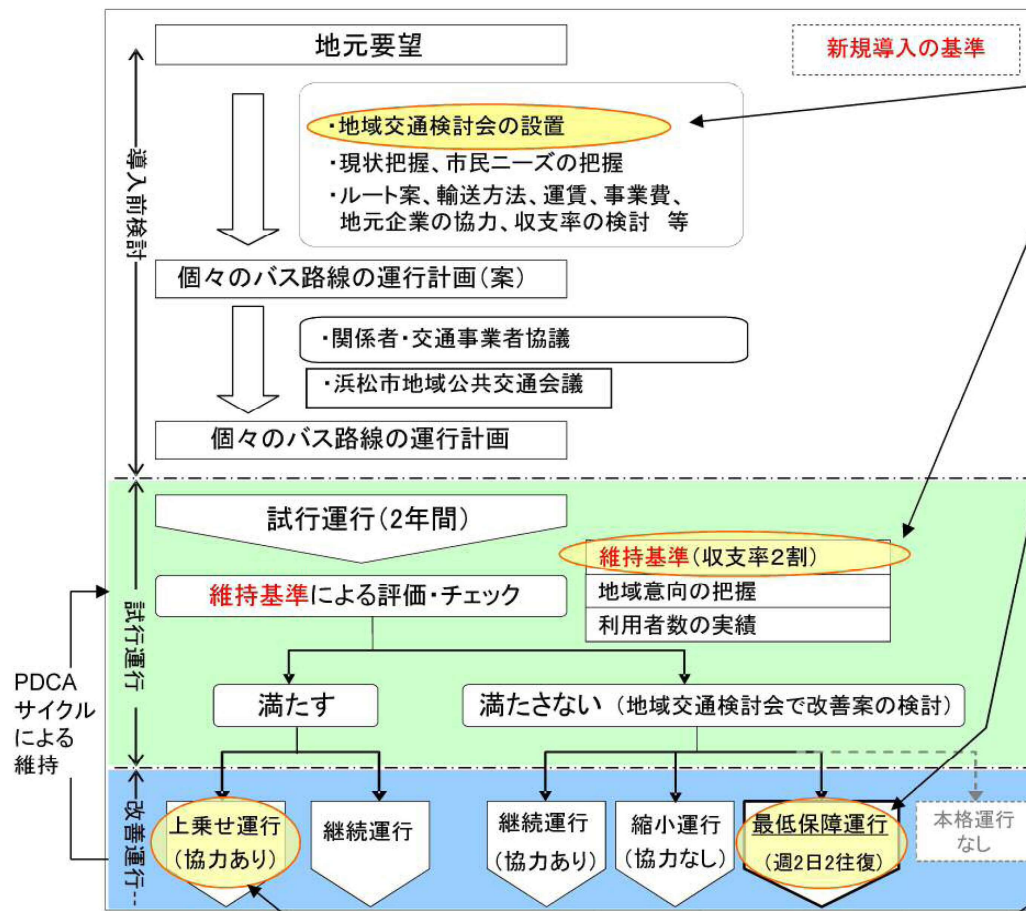 地元要望
新規導入の基準
・地域交通検討会の設置
・現状把握、市民ニーズの把握
・ルート案、輸送方法、運賃、事業費、
地元企業の協力、収支率の検討 等
導入前検討
個々のバス路線の運行計画(案)
・関係者・交通事業者協議
・浜松市地域公共交通会議
個々のバス路線の運行計画
試行運行(2年間)
維持基準(収支率2割)
地域意向の把握
利用者数の実績
維持基準による評価・チェック
試行運行
満たす
満たさない(地域交通検討会で改善案の検討)
PDCA
サイクル
による
維持
改善運行
上乗せ運行
(協力あり)
継続運行
継続運行
(協力あり)
縮小運行
(協力なし)
最低保障運行
(週2日2往復)
本格運行
なし